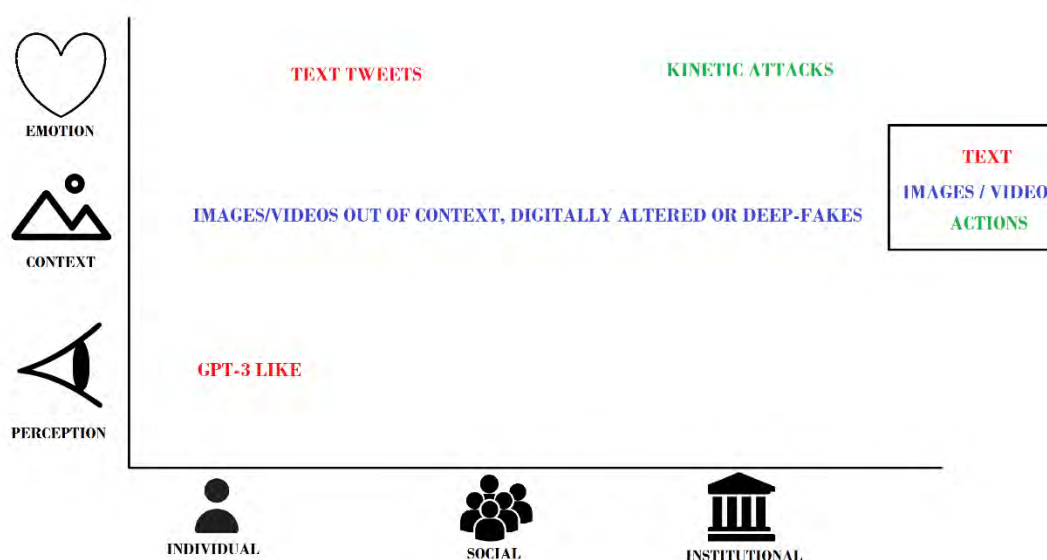 TEXT TWEETS
KINETIC ATTACKS
EMOTION
TEXT
IMAGES / VIDEO
ACTIONS
IMAGES/VIDEOS OUT OF CONTEXT, DIGITALLY ALTERED OR DEEP-FAKES
CONTEXT
GPT-3 LIKE
PERCEPTION
INDIVIDUAL
SOCIAL
INSTITUTIONAL